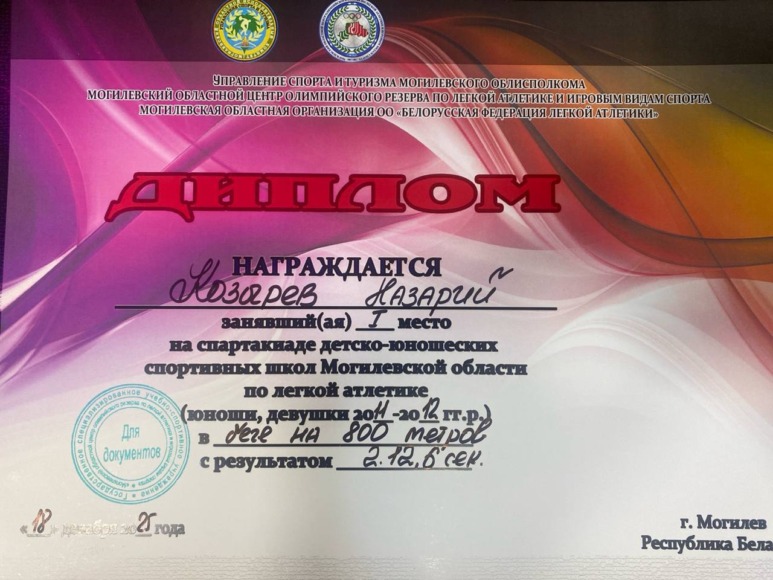 УПРАВЛЕНИЕ СПОРТА И ТУРИЗМА МОГИЛЕВСКОГО ОБЛИСПОЛКОМА
МОГИЛЕВСКИЙ ОБЛАСТНОЙ ЦЕНТР ОЛИМПИЙСКОГО РЕЗЕРВА ПО ЛЕГКОЙ АТЛЕТИКЕ И ИГРОВЫМ ВИДАМ СПОРТА
МОГИЛЕВСКАЯ ОБЛАСТНАЯ ОРГАНИЗАЦИЯ ОО «БЕЛОРУССКАЯ ФЕДЕРАЦИЯ ЛЕГКОЙ АТЛЕТИКИ»
ДИПЛОМ
НАГРАЖДАЕТСЯ
Козарев Назарий
занявший(ая) I место
на спартакиаде детско-юношеских
спортивных школ Могилевской области
по легкой атлетике
(юноши, девушки 2011-2012 гг.р.)
в беге на 800 метров
с результатом 2.12,6 сек.
Для
документов
«18» декабря 2025 года
г. Могилев
Республика Бела